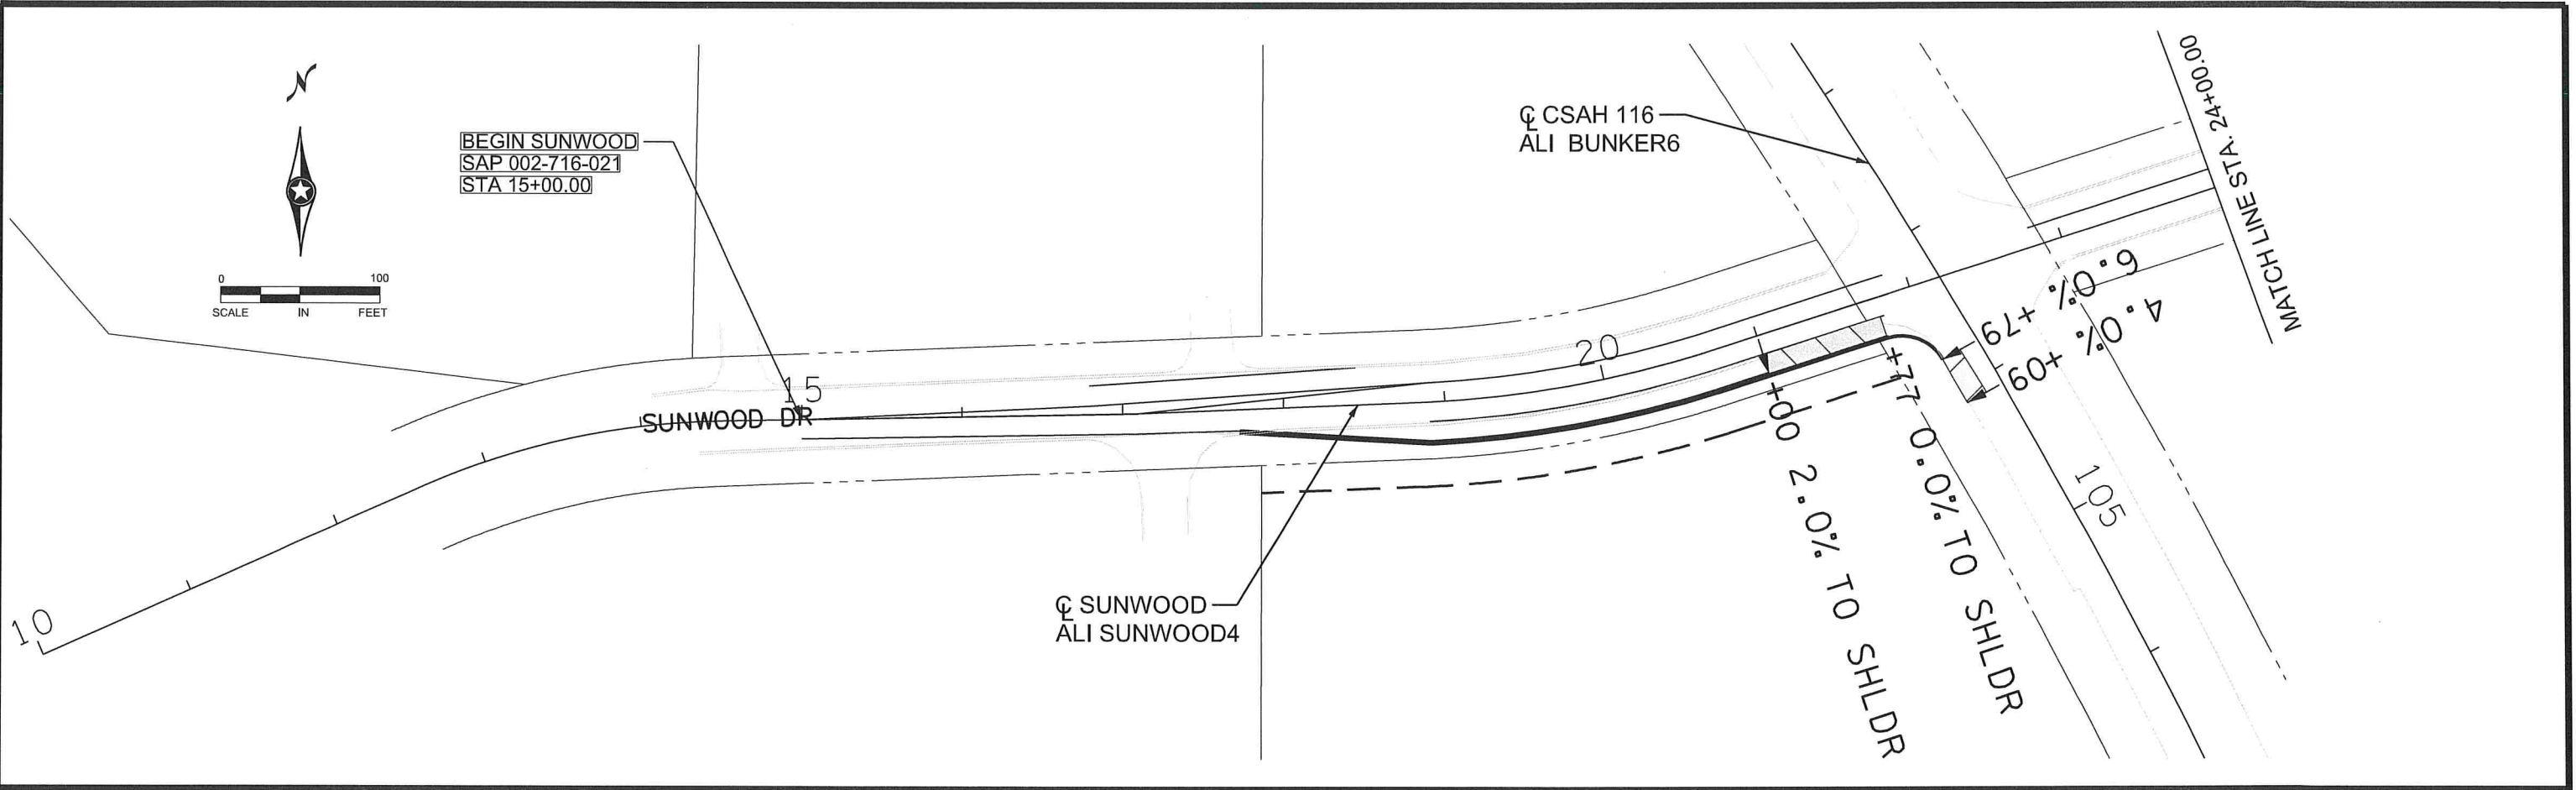 N
0 100
SCALE IN FEET
BEGIN SUNWOOD
SAP 002-716-021
STA 15+00.00
℄ CSAH 116
ALI BUNKER6
MATCH LINE STA. 24+00.00
10
SUNWOOD DR
15
20
℄ SUNWOOD
ALI SUNWOOD4
+79 6.0%
+09 4.0%
+00 2.0% TO SHLDR
+77 0.0% TO SHLDR
105